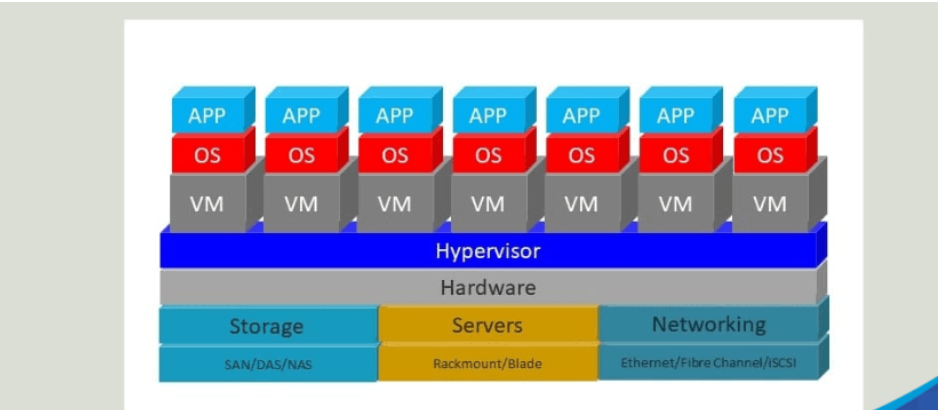 APP APP APP APP APP APP APP
OS OS OS OS OS OS OS
VM VM VM VM VM VM VM
Hypervisor
Hardware
Storage Servers Networking
SAN/DAS/NAS Rackmount/Blade Ethernet/Fibre Channel/iSCSI